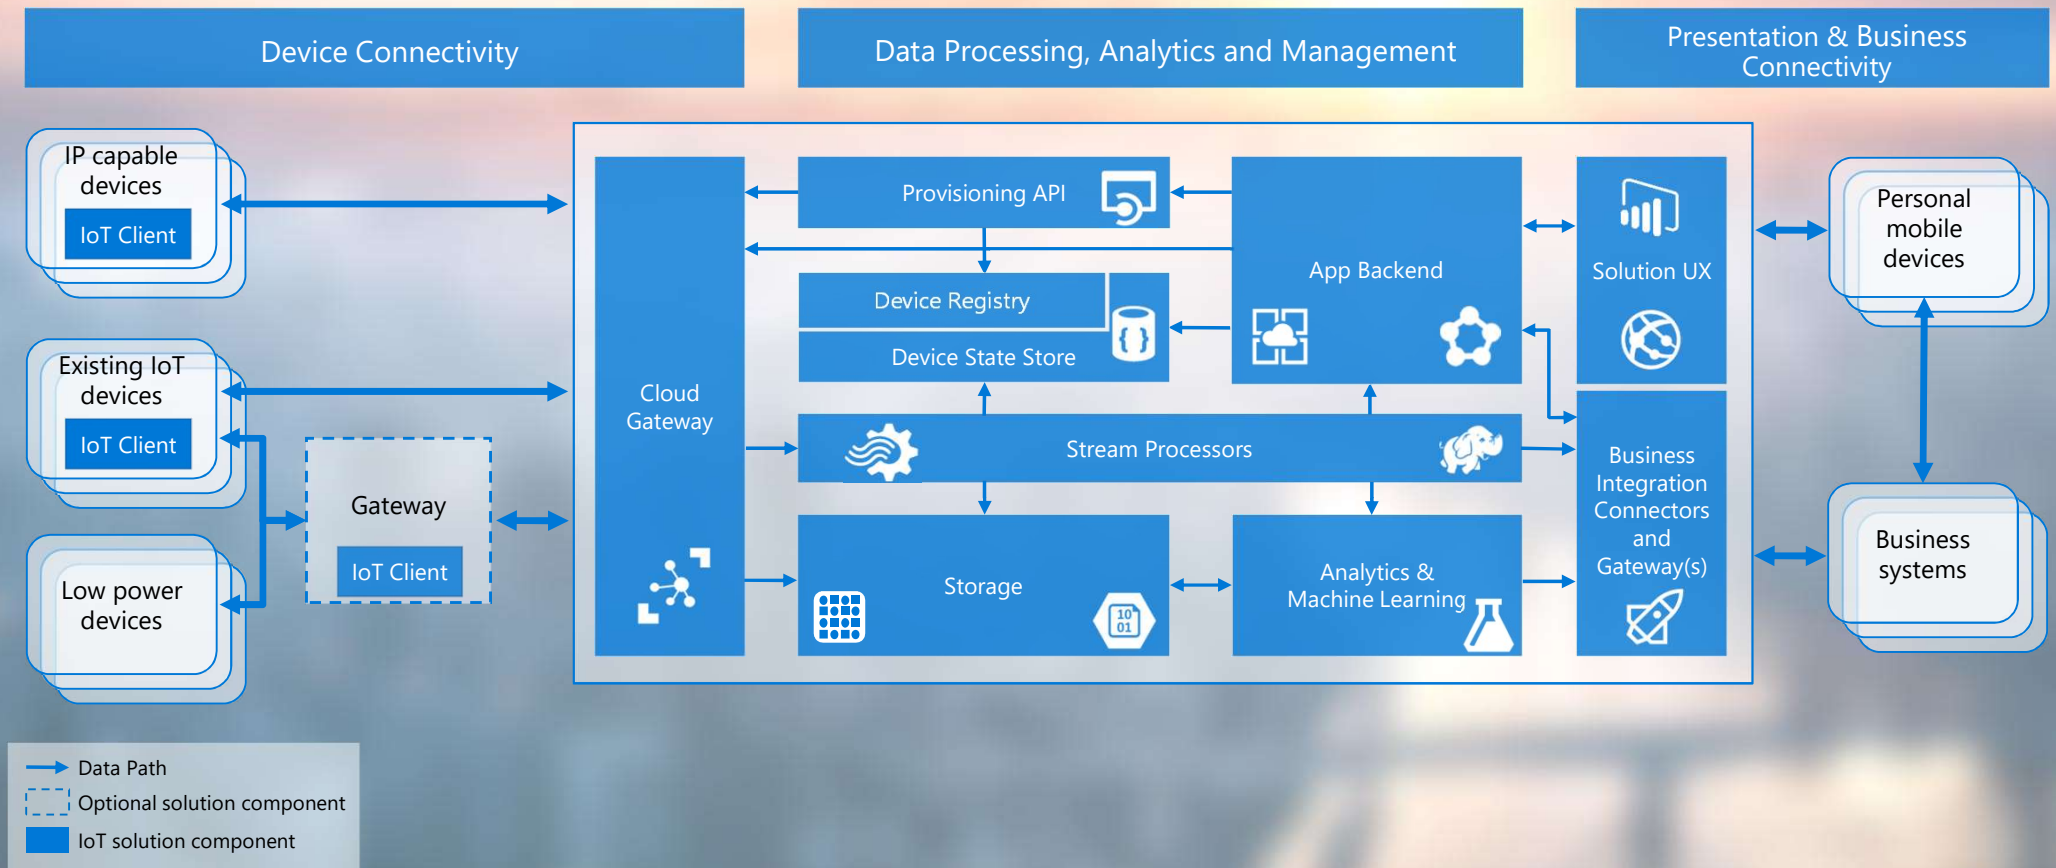 Device Connectivity
Data Processing, Analytics and Management
Presentation & Business
Connectivity
IP capable
devices
IoT Client
Existing IoT
devices
IoT Client
Low power
devices
Gateway
IoT Client
Cloud
Gateway
Provisioning API
Device Registry
Device State Store
App Backend
Stream Processors
Storage
10
01
Analytics &
Machine Learning
Solution UX
Business
Integration
Connectors
and
Gateway(s)
Personal
mobile
devices
Business
systems
Data Path
Optional solution component
IoT solution component